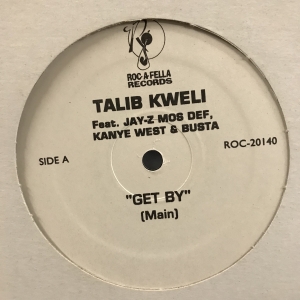 ROC-A-FELLA
RECORDS
TALIB KWELI
Feat. JAY-Z MOS DEF,
KANYE WEST & BUSTA
SIDE A
ROC-20140
"GET BY"
(Main)